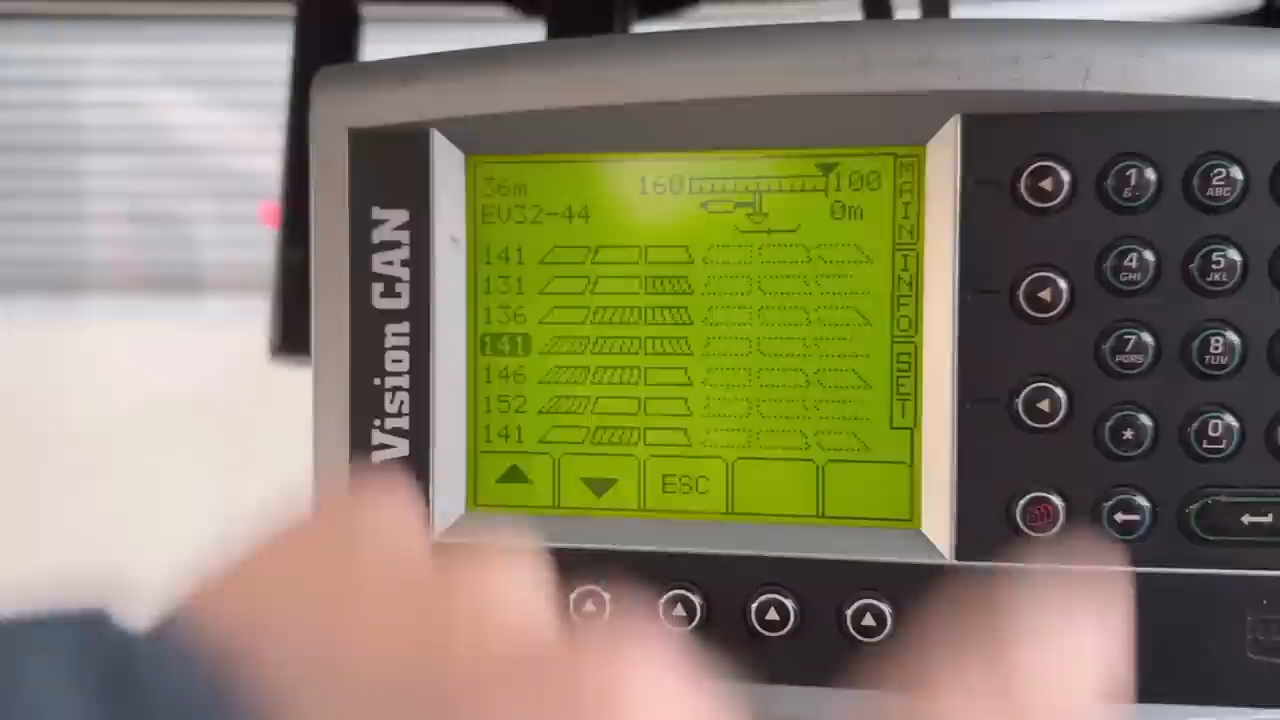 Vision CAN
36m
160 100
EV32-44
0m
141
131
136
141
146
152
141
ESC
MAIN
INFO
SET
1
&-
2
ABC
4
GHI
5
JKL
7
PQRS
8
TUV
*
0